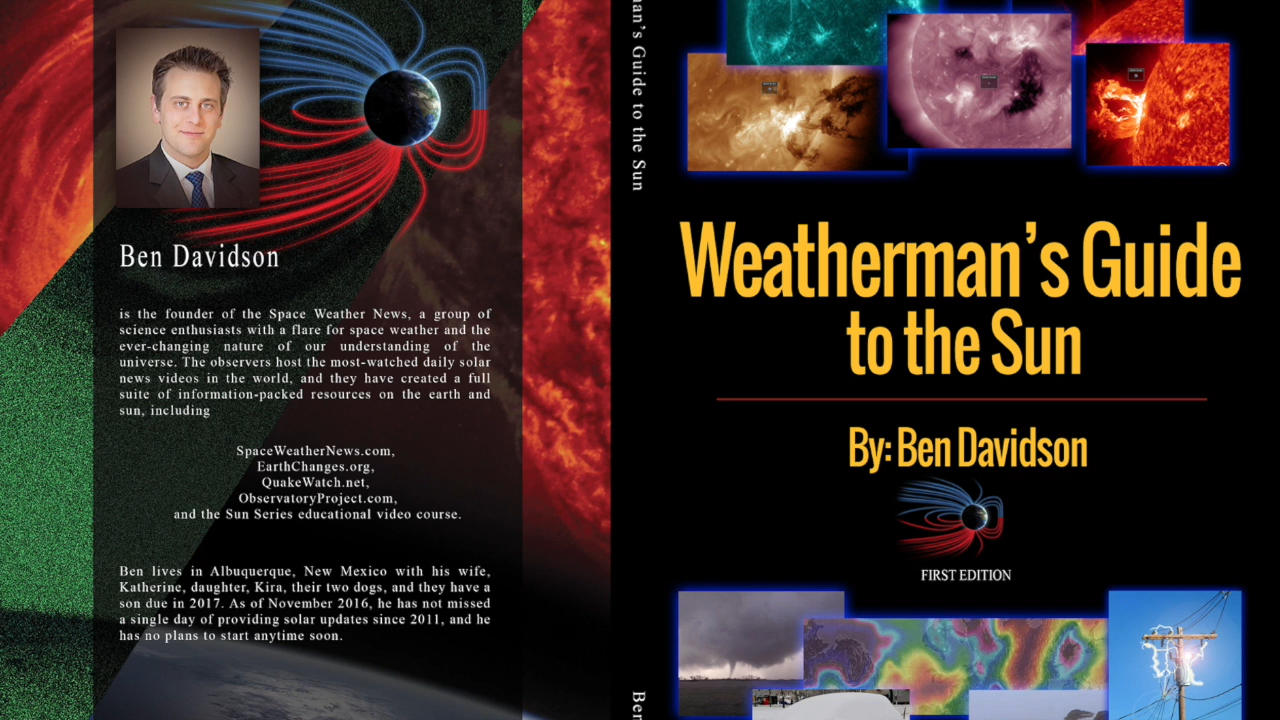 Ben Davidson
is the founder of the Space Weather News, a group of
science enthusiasts with a flare for space weather and the
ever-changing nature of our understanding of the
universe. The observers host the most-watched daily solar
news videos in the world, and they have created a full
suite of information-packed resources on the earth and
sun, including
SpaceWeatherNews.com,
EarthChanges.org,
QuakeWatch.net,
ObservatoryProject.com,
and the Sun Series educational video course.
Ben lives in Albuquerque, New Mexico with his wife,
Katherine, daughter, Kira, their two dogs, and they have a
son due in 2017. As of November 2016, he has not missed
a single day of providing solar updates since 2011, and he
has no plans to start anytime soon.
man's Guide to the Sun
Ben
Weatherman's Guide
to the Sun
By: Ben Davidson
FIRST EDITION